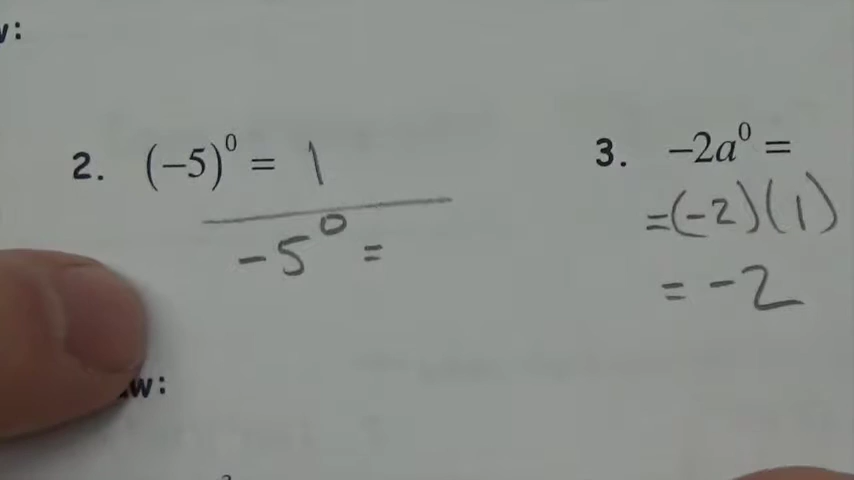 2. (-5)⁰ = 1
-5⁰ =
3. -2a⁰ =
=(-2)(1)
= -2